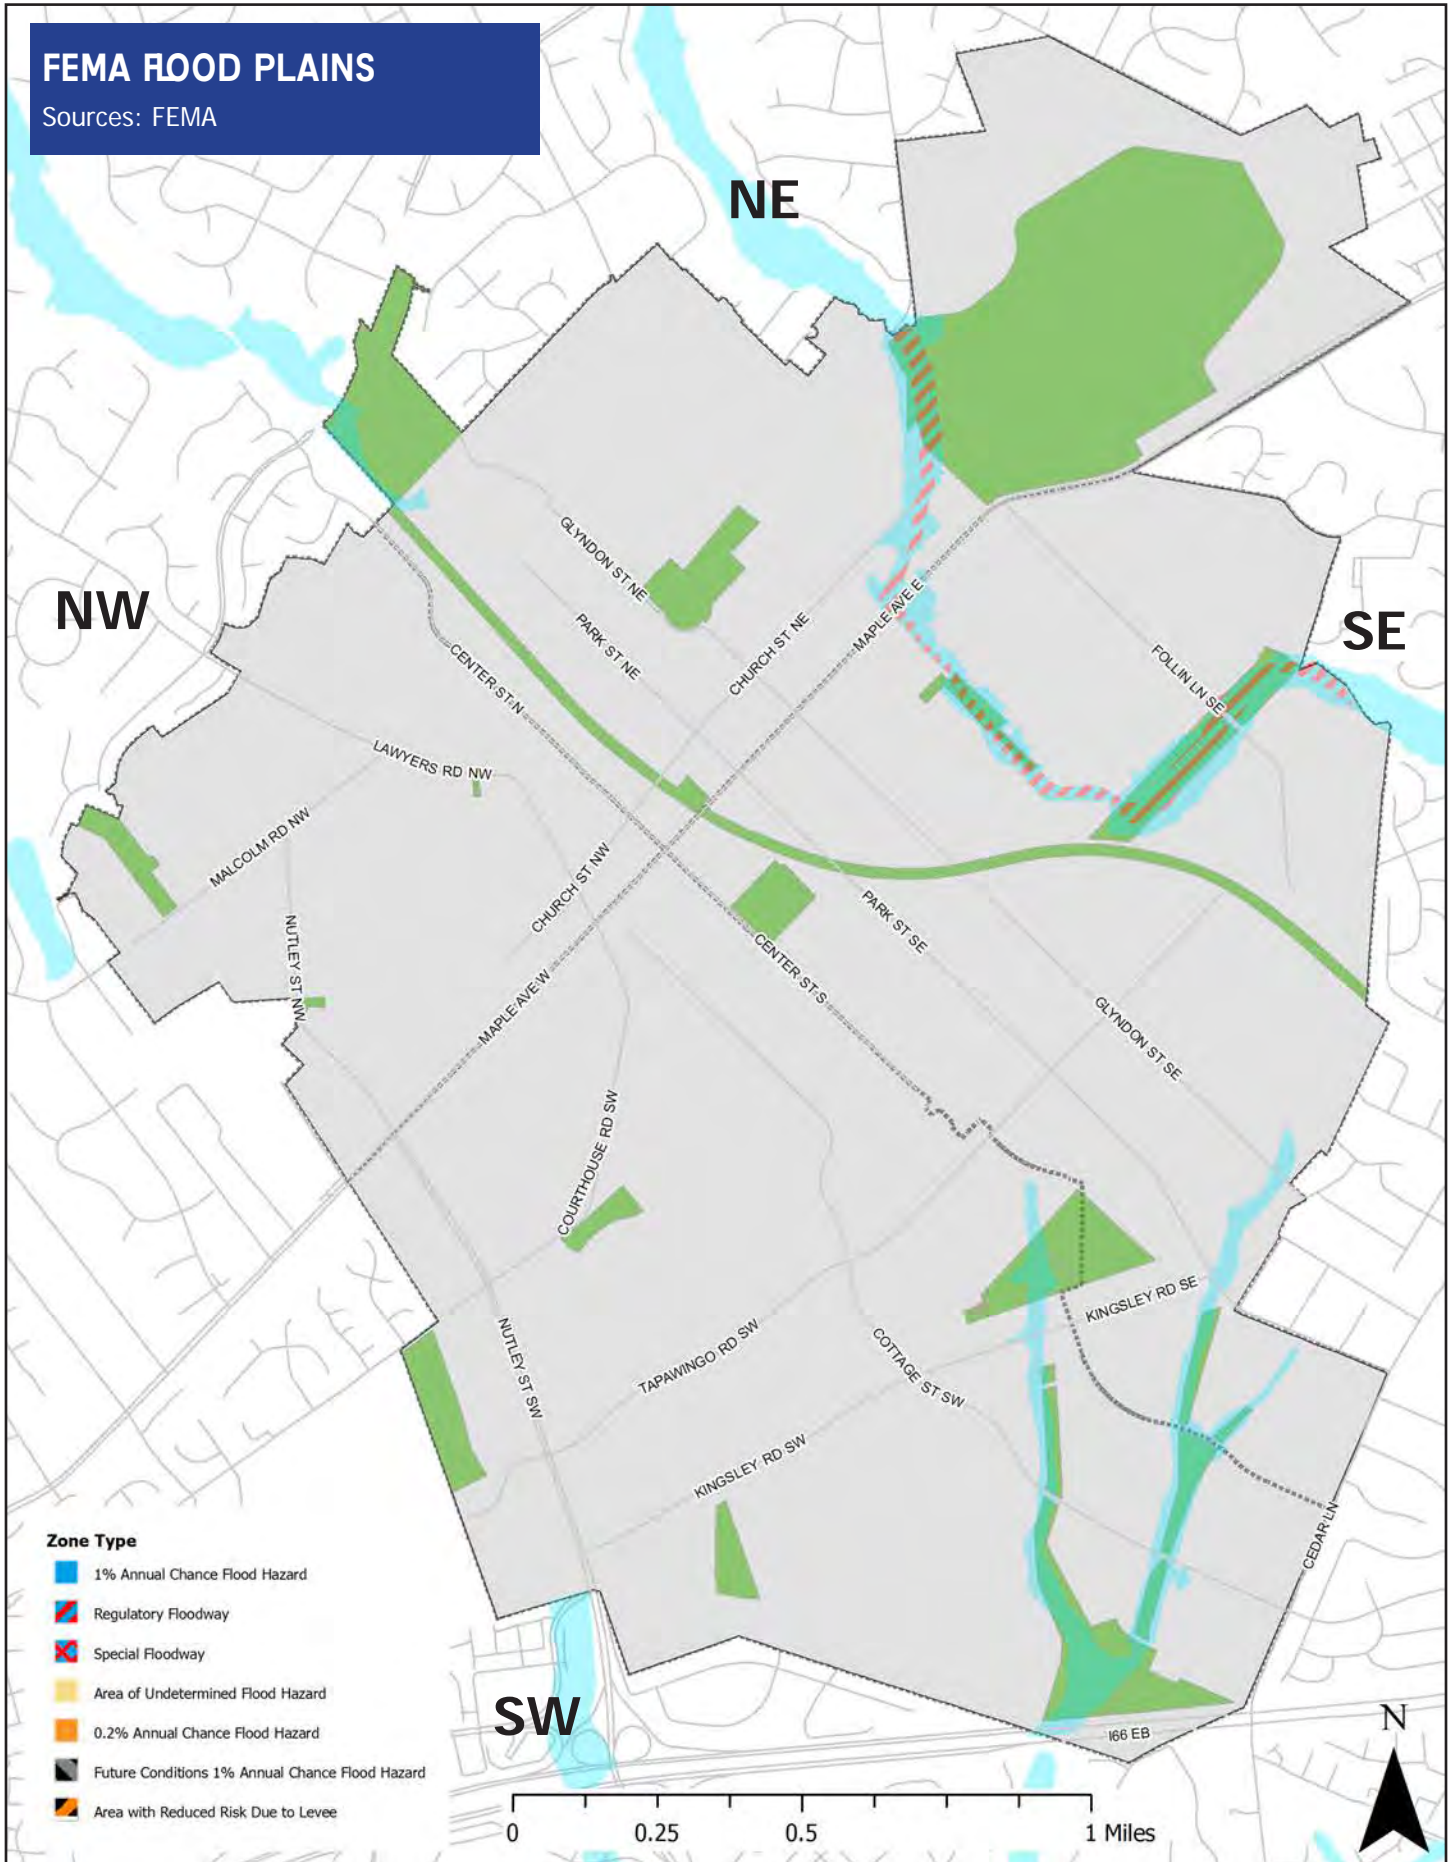 FEMA FLOOD PLAINS
Sources: FEMA
NE
NW
SE
SW
GLYNDON ST NE
PARK ST NE
CHURCH ST NE
MAPLE AVE E
CENTER ST N
FOLLIN LN SE
LAWYERS RD NW
MALCOLM RD NW
CHURCH ST NW
NUTLEY ST NW
MAPLE AVE W
PARK ST SE
CENTER ST S
GLYNDON ST SE
COURTHOUSE RD SW
KINGSLEY RD SE
NUTLEY ST SW
TAPAWINGO RD SW
COTTAGE ST SW
KINGSLEY RD SW
CEDAR LN
I66 EB
Zone Type
1% Annual Chance Flood Hazard
Regulatory Floodway
Special Floodway
Area of Undetermined Flood Hazard
0.2% Annual Chance Flood Hazard
Future Conditions 1% Annual Chance Flood Hazard
Area with Reduced Risk Due to Levee
0 0.25 0.5 1 Miles
N